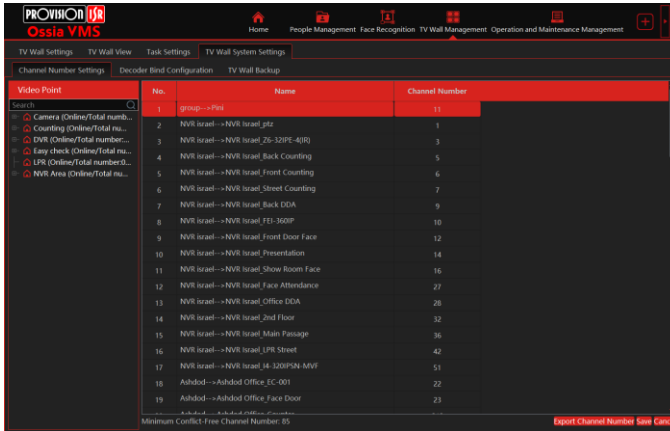 PROVISION ISR
Ossia VMS
Home People Management Face Recognition TV Wall Management Operation and Maintenance Management
TV Wall Settings TV Wall View Task Settings TV Wall System Settings
Channel Number Settings Decoder Bind Configuration TV Wall Backup
Video Point
Search
Camera (Online/Total numb...
Counting (Online/Total nu...
DVR (Online/Total number:...
Easy check (Online/Total nu...
LPR (Online/Total number:0...
NVR Area (Online/Total nu...
No. Name Channel Number
1 group-->Pini 11
2 NVR israel-->NVR Israel_ptz 1
3 NVR israel-->NVR Israel_Z6-32IPE-4(IR) 3
4 NVR israel-->NVR Israel_Back Counting 5
5 NVR israel-->NVR Israel_Front Counting 6
6 NVR israel-->NVR Israel_Street Counting 7
7 NVR israel-->NVR Israel_Back DDA 9
8 NVR israel-->NVR Israel_FEI-360IP 10
9 NVR israel-->NVR Israel_Front Door Face 12
10 NVR israel-->NVR Israel_Presentation 14
11 NVR israel-->NVR Israel_Show Room Face 16
12 NVR israel-->NVR Israel_Face Attendance 27
13 NVR israel-->NVR Israel_Office DDA 28
14 NVR israel-->NVR Israel_2nd Floor 32
15 NVR israel-->NVR Israel_Main Passage 36
16 NVR israel-->NVR Israel_LPR Street 42
17 NVR israel-->NVR Israel_I4-320IPSN-MVF 51
18 Ashdod-->Ashdod Office_EC-001 22
19 Ashdod-->Ashdod Office_Face Door 23
Minimum Conflict-Free Channel Number: 85
Export Channel Number Save Canc